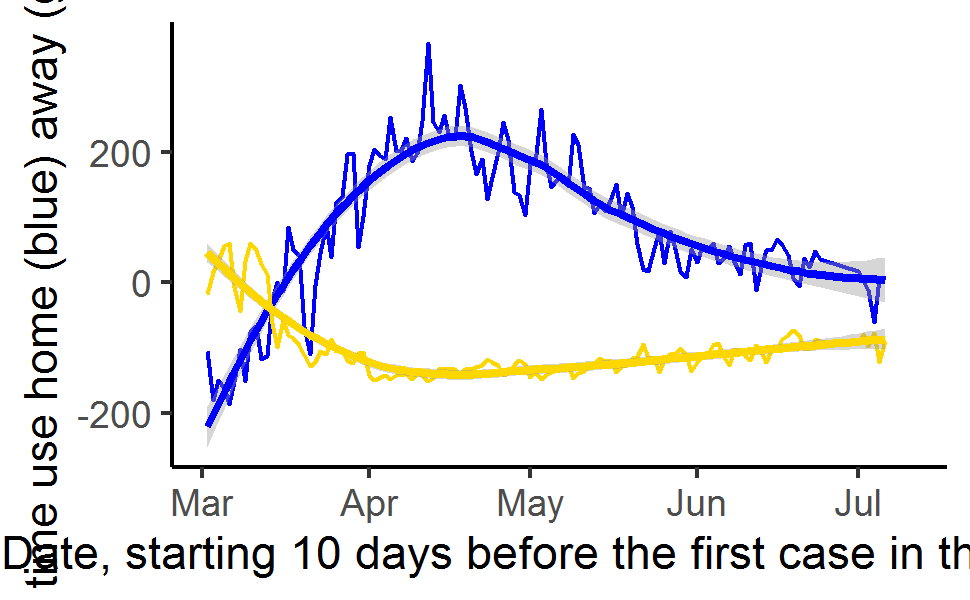 time use home (blue) away (
200
0
-200
Mar Apr May Jun Jul
Date, starting 10 days before the first case in th